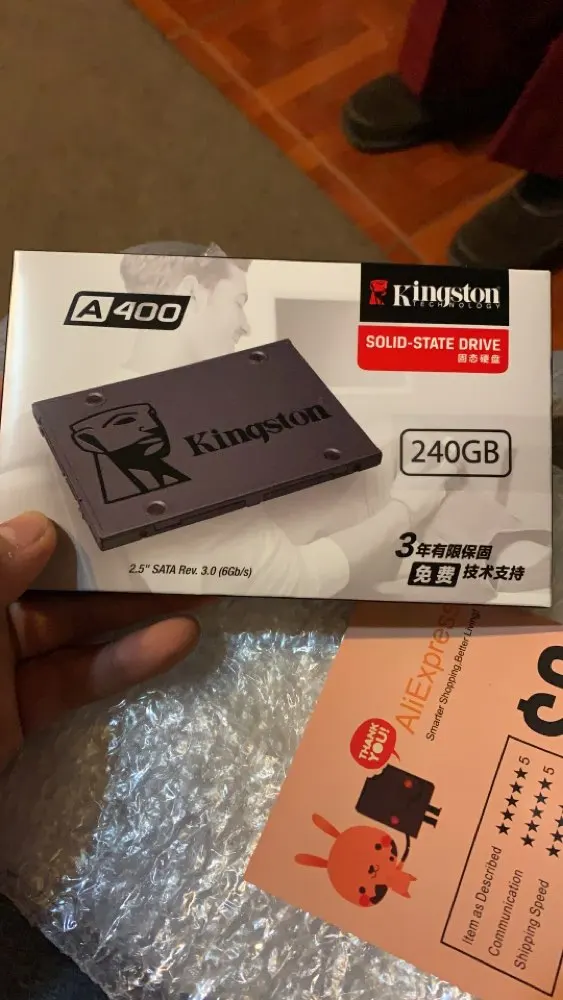 A400
Kingston
TECHNOLOGY
SOLID-STATE DRIVE
固态硬盘
Kingston
240GB
2.5" SATA Rev. 3.0 (6Gb/s)
3年有限保固
免费 技术支持
AliExpress
Smarter Shopping, Better Living!
THANK YOU!
Item as Described ★★★★★ 5
Communication ★★★★★ 5
Shipping Speed ★★